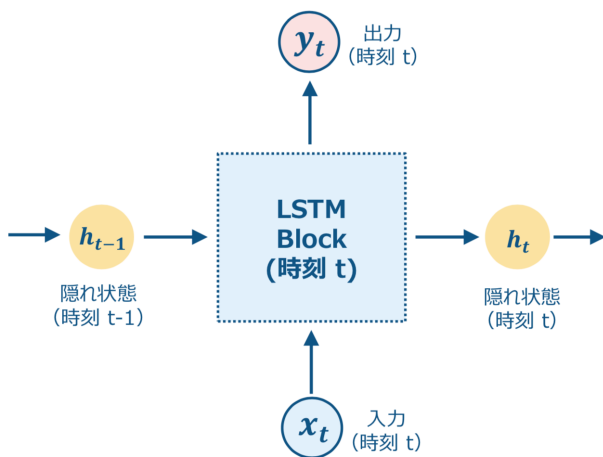 y_t
出力
（時刻 t）
LSTM
Block
(時刻 t)
h_{t-1}
隠れ状態
（時刻 t-1）
h_t
隠れ状態
（時刻 t）
x_t
入力
（時刻 t）